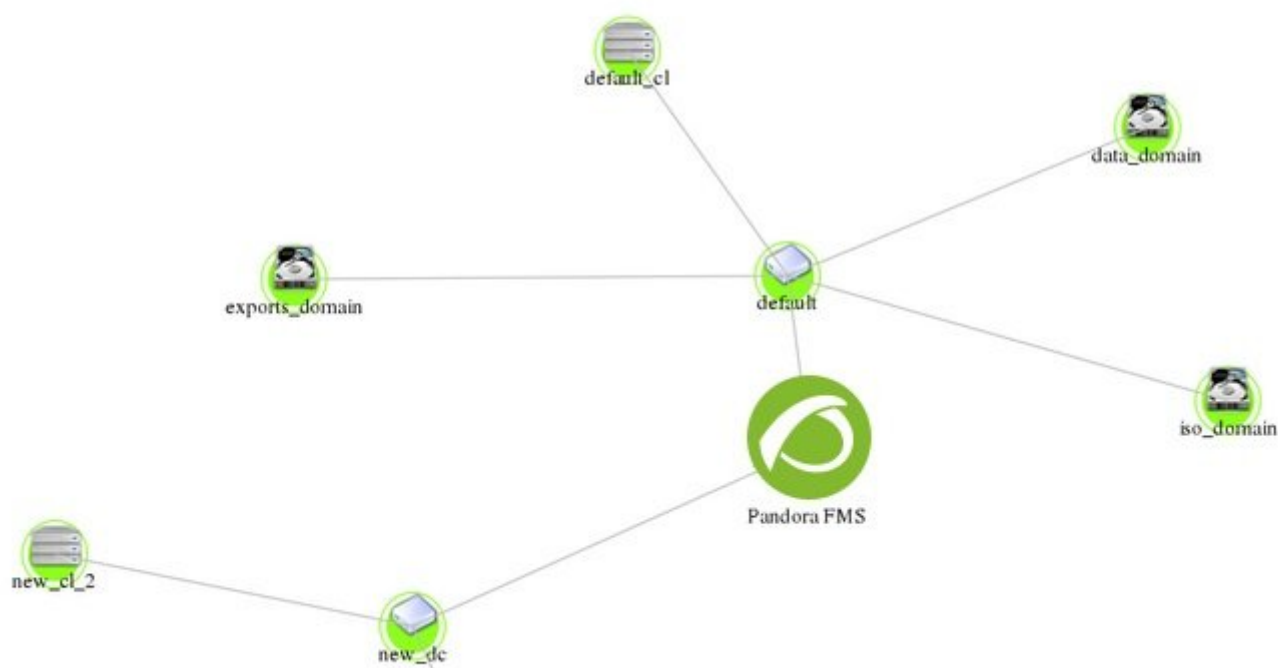 default_cl
data_domain
exports_domain
default
iso_domain
Pandora FMS
new_cl_2
new_dc